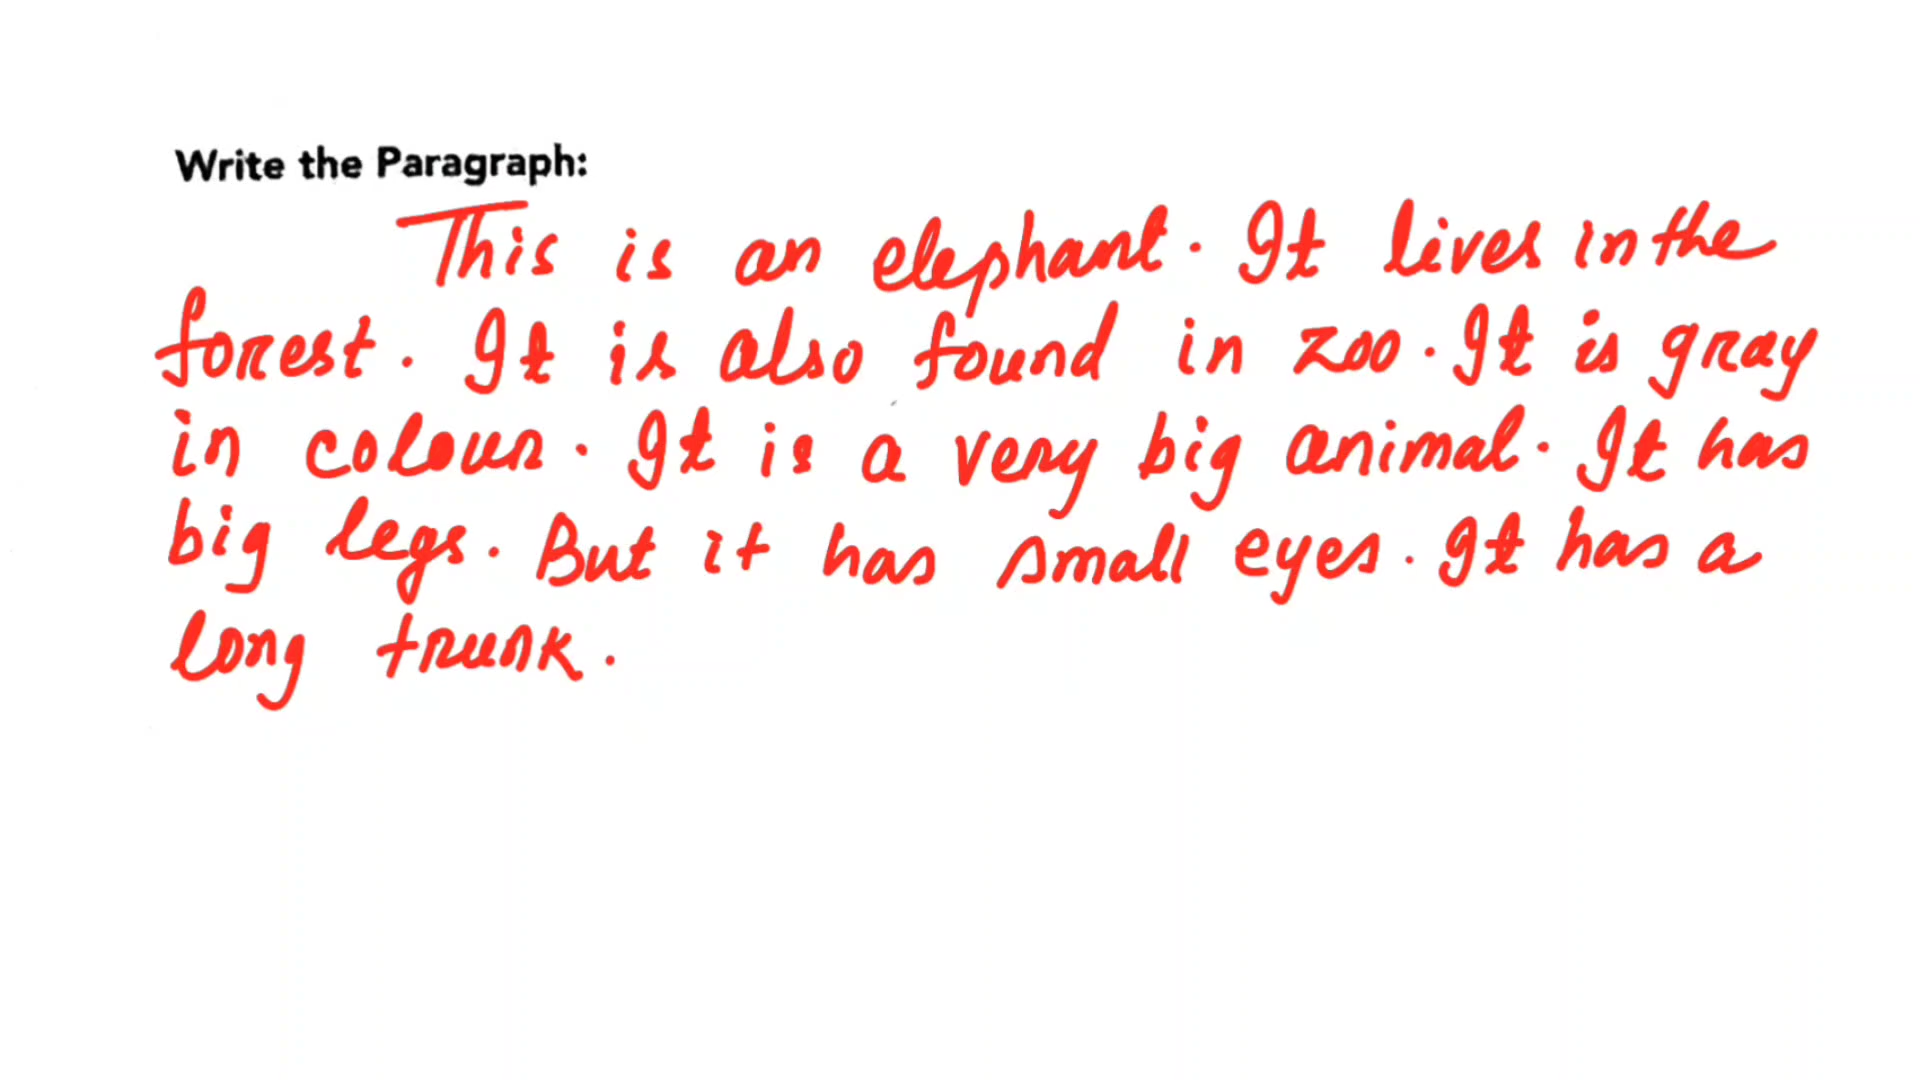 Write the Paragraph:
This is an elephant. It lives in the
forest. It is also found in zoo. It is gray
in colour. It is a very big animal. It has
big legs. But it has small eyes. It has a
long trunk.